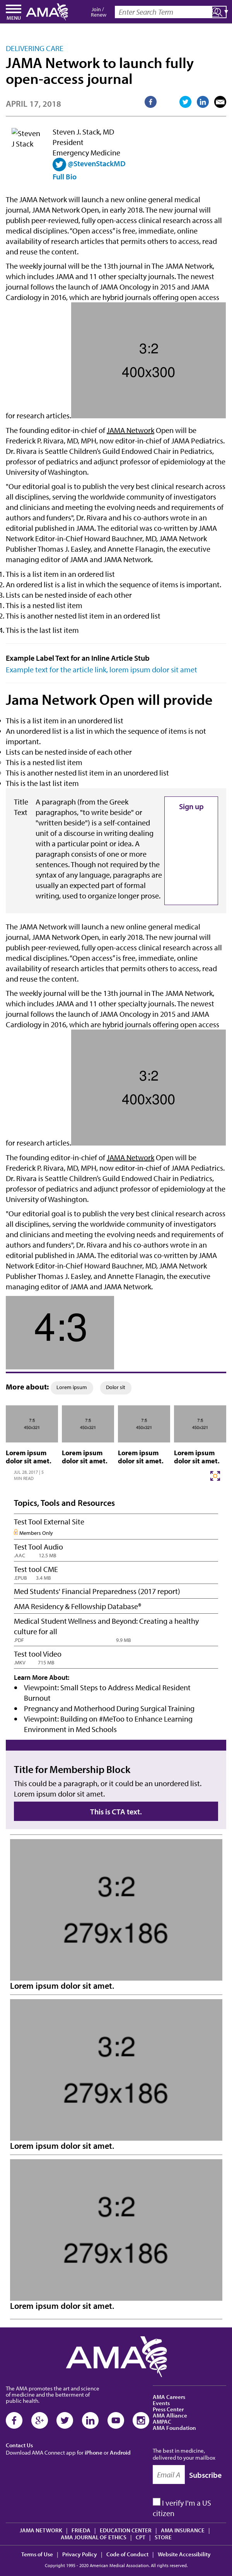 MENU
AMA
Join /
Renew
Enter Search Term
DELIVERING CARE
JAMA Network to launch fully
open-access journal
APRIL 17, 2018
Steven
J Stack
Steven J. Stack, MD
President
Emergency Medicine
@StevenStackMD
Full Bio
The JAMA Network will launch a new online general medical
journal, JAMA Network Open, in early 2018. The new journal will
publish peer-reviewed, fully open-access clinical research across all
medical disciplines. "Open access" is free, immediate, online
availability of research content that permits others to access, read
and reuse the content.
The weekly journal will be the 13th journal in The JAMA Network,
which includes JAMA and 11 other specialty journals. The newest
journal follows the launch of JAMA Oncology in 2015 and JAMA
Cardiology in 2016, which are hybrid journals offering open access
3:2
400x300
for research articles.
The founding editor-in-chief of JAMA Network Open will be
Frederick P. Rivara, MD, MPH, now editor-in-chief of JAMA Pediatrics.
Dr. Rivara is Seattle Children's Guild Endowed Chair in Pediatrics,
professor of pediatrics and adjunct professor of epidemiology at the
University of Washington.
"Our editorial goal is to publish the very best clinical research across
all disciplines, serving the worldwide community of investigators
and clinicians and meeting the evolving needs and requirements of
authors and funders", Dr. Rivara and his co-authors wrote in an
editorial published in JAMA. The editorial was co-written by JAMA
Network Editor-in-Chief Howard Bauchner, MD, JAMA Network
Publisher Thomas J. Easley, and Annette Flanagin, the executive
managing editor of JAMA and JAMA Network.
This is a list item in an ordered list
An ordered list is a list in which the sequence of items is important.
Lists can be nested inside of each other
This is a nested list item
This is another nested list item in an ordered list
This is the last list item
Example Label Text for an Inline Article Stub
Example text for the article link, lorem ipsum dolor sit amet
Jama Network Open will provide
This is a list item in an unordered list
An unordered list is a list in which the sequence of items is not
important.
Lists can be nested inside of each other
This is a nested list item
This is another nested list item in an unordered list
This is the last list item
Title
Text
A paragraph (from the Greek
paragraphos, "to write beside" or
"written beside") is a self-contained
unit of a discourse in writing dealing
with a particular point or idea. A
paragraph consists of one or more
sentences. Though not required by the
syntax of any language, paragraphs are
usually an expected part of formal
writing, used to organize longer prose.
Sign up
The JAMA Network will launch a new online general medical
journal, JAMA Network Open, in early 2018. The new journal will
publish peer-reviewed, fully open-access clinical research across all
medical disciplines. "Open access" is free, immediate, online
availability of research content that permits others to access, read
and reuse the content.
The weekly journal will be the 13th journal in The JAMA Network,
which includes JAMA and 11 other specialty journals. The newest
journal follows the launch of JAMA Oncology in 2015 and JAMA
Cardiology in 2016, which are hybrid journals offering open access
3:2
400x300
for research articles.
The founding editor-in-chief of JAMA Network Open will be
Frederick P. Rivara, MD, MPH, now editor-in-chief of JAMA Pediatrics.
Dr. Rivara is Seattle Children's Guild Endowed Chair in Pediatrics,
professor of pediatrics and adjunct professor of epidemiology at the
University of Washington.
"Our editorial goal is to publish the very best clinical research across
all disciplines, serving the worldwide community of investigators
and clinicians and meeting the evolving needs and requirements of
authors and funders", Dr. Rivara and his co-authors wrote in an
editorial published in JAMA. The editorial was co-written by JAMA
Network Editor-in-Chief Howard Bauchner, MD, JAMA Network
Publisher Thomas J. Easley, and Annette Flanagin, the executive
managing editor of JAMA and JAMA Network.
4:3
More about: Lorem ipsum Dolor sit
Lorem ipsum dolor sit amet.
Lorem ipsum dolor sit amet.
Lorem ipsum dolor sit amet.
Lorem ipsum dolor sit amet.
JUL 28, 2017 | 5
MIN READ
Topics, Tools and Resources
Test Tool External Site
Members Only
Test Tool Audio
.AAC 12.5 MB
Test tool CME
.EPUB 3.4 MB
Med Students' Financial Preparedness (2017 report)
AMA Residency & Fellowship Database®
Medical Student Wellness and Beyond: Creating a healthy
culture for all
.PDF 9.9 MB
Test tool Video
.MKV 77.5 MB
Learn More About:
Viewpoint: Small Steps to Address Medical Resident
Burnout
Pregnancy and Motherhood During Surgical Training
Viewpoint: Building on #MeToo to Enhance Learning
Environment in Med Schools
Title for Membership Block
This could be a paragraph, or it could be an unordered list.
Lorem ipsum dolor sit amet.
This is CTA text.
3:2
279x186
Lorem ipsum dolor sit amet.
3:2
279x186
Lorem ipsum dolor sit amet.
3:2
279x186
Lorem ipsum dolor sit amet.
AMA
The AMA promotes the art and science
of medicine and the betterment of
public health.
Contact Us
Download AMA Connect app for iPhone or Android
AMA Careers
Events
Press Center
AMA Alliance
AMPAC
AMA Foundation
The best in medicine,
delivered to your mailbox
Email A
Subscribe
I verify I'm a US
citizen
JAMA NETWORK | FREIDA | EDUCATION CENTER | AMA INSURANCE |
AMA JOURNAL OF ETHICS | CPT | STORE
Terms of Use | Privacy Policy | Code of Conduct | Website Accessibility
Copyright 1995 - 2020 American Medical Association. All rights reserved.